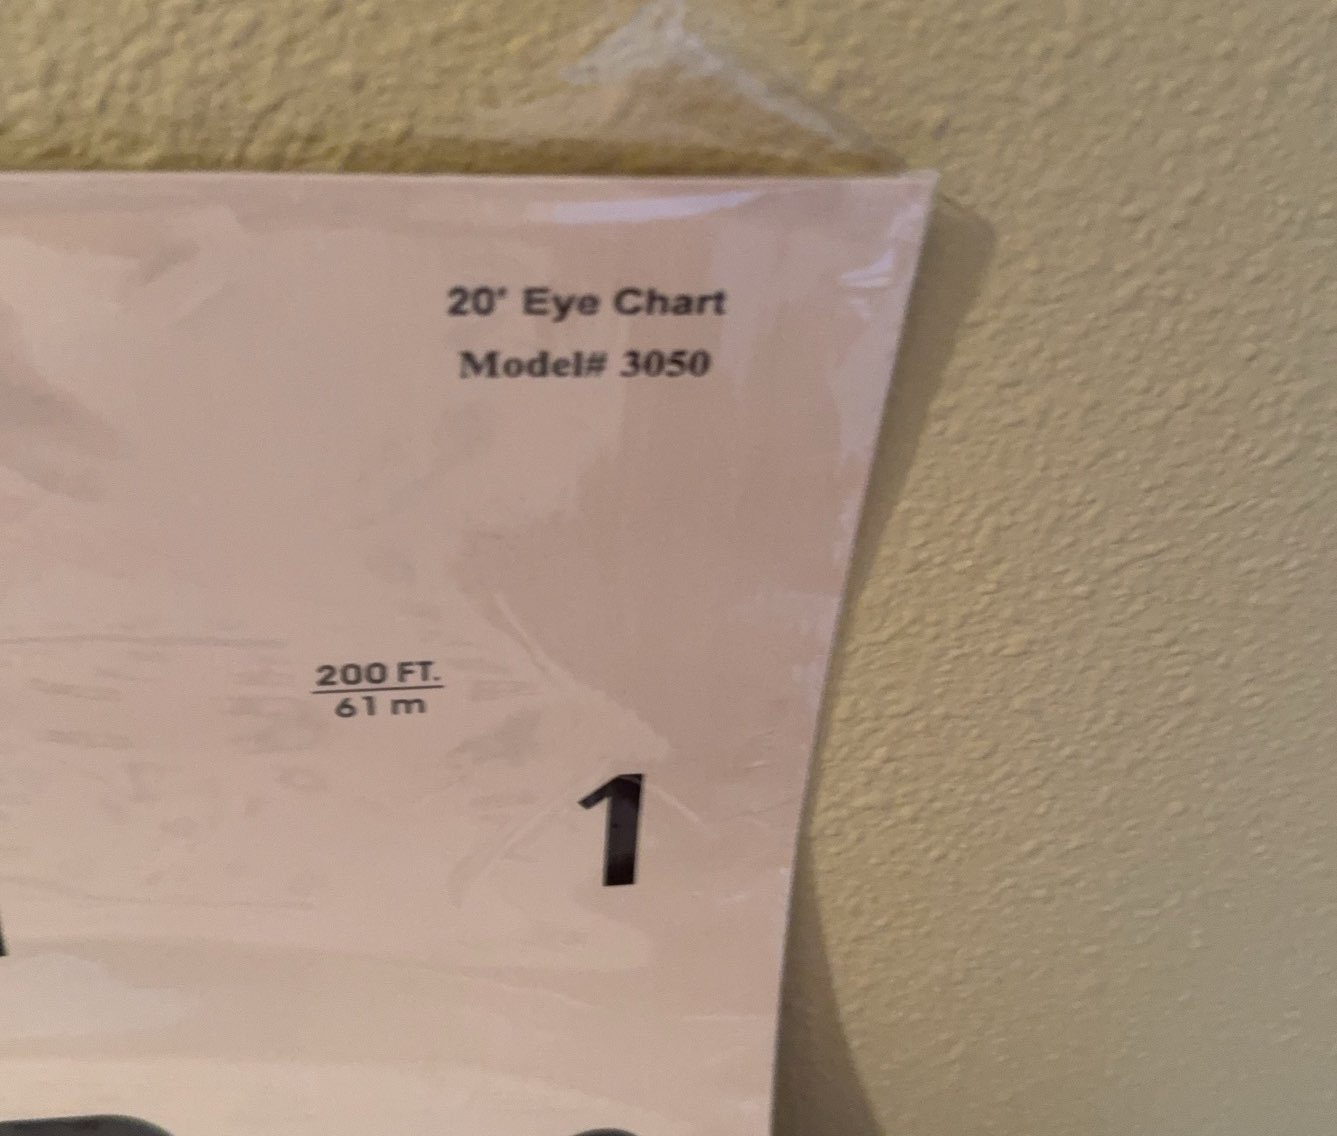 20' Eye Chart
Model# 3050
200 FT.
61 m
1